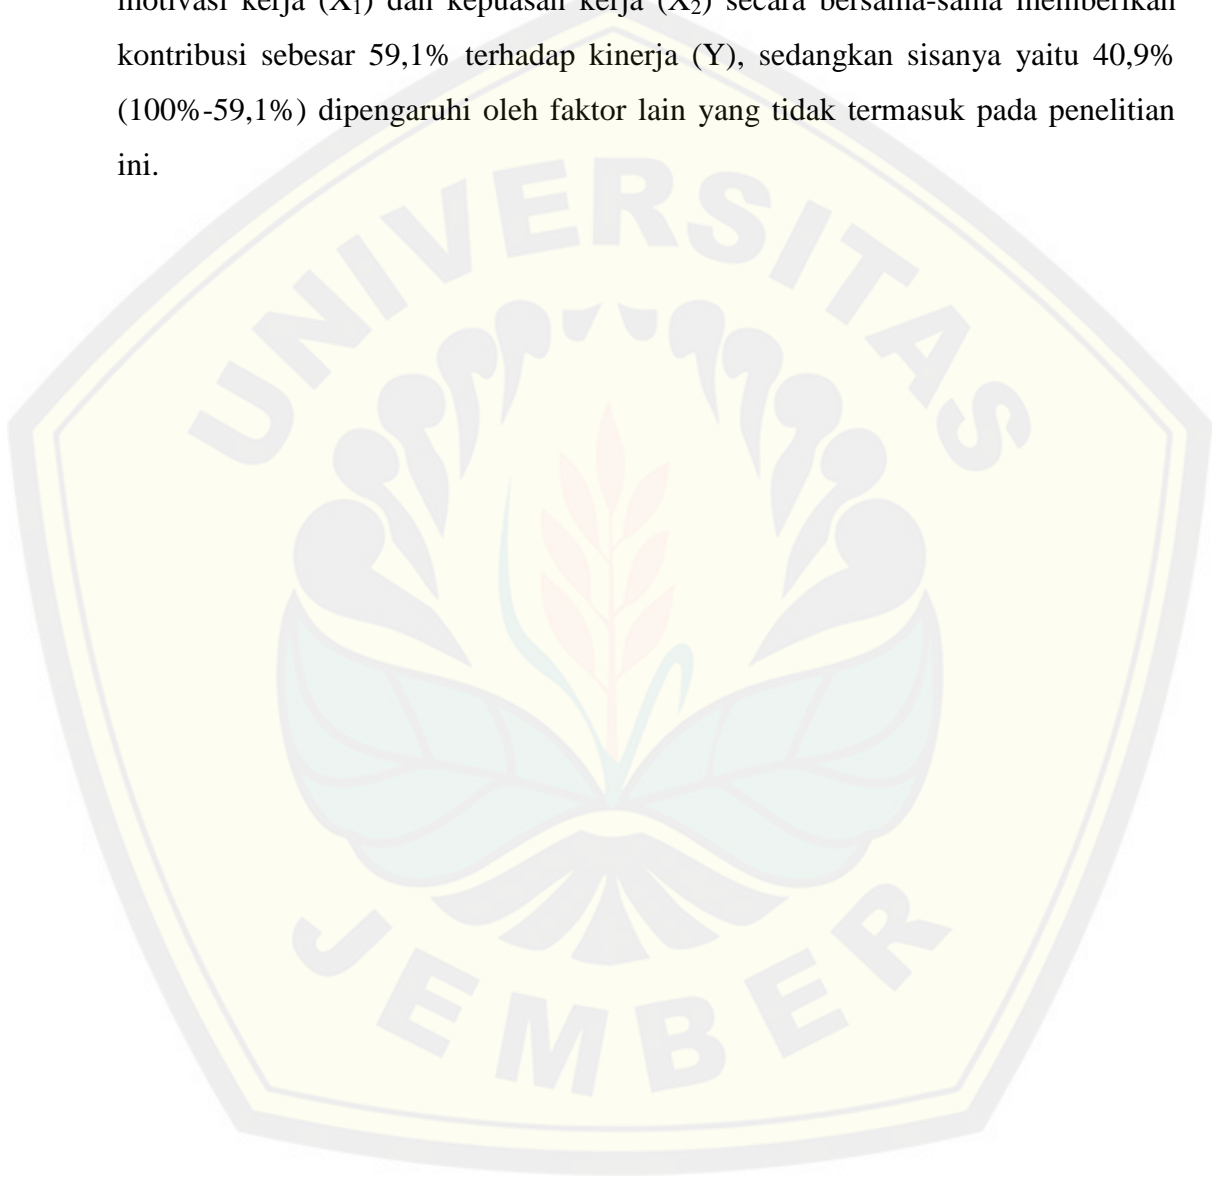 motivasi kerja (X1) dan kepuasan kerja (X2) secara bersama-sama memberikan
kontribusi sebesar 59,1% terhadap kinerja (Y), sedangkan sisanya yaitu 40,9%
(100%-59,1%) dipengaruhi oleh faktor lain yang tidak termasuk pada penelitian
ini.
UNIVERSITAS
JEMBER